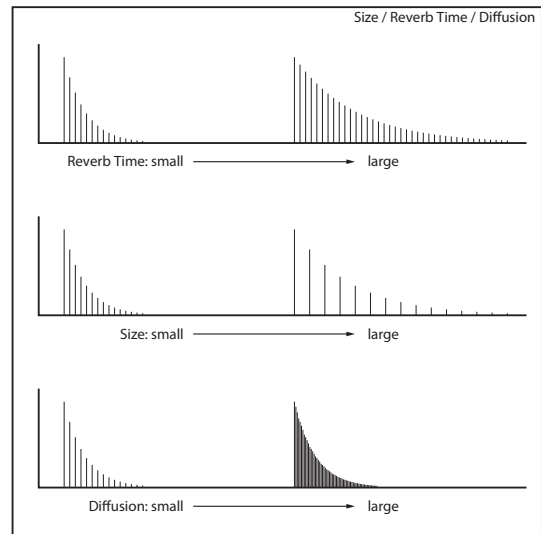 Size / Reverb Time / Diffusion
Reverb Time: small large
Size: small large
Diffusion: small large